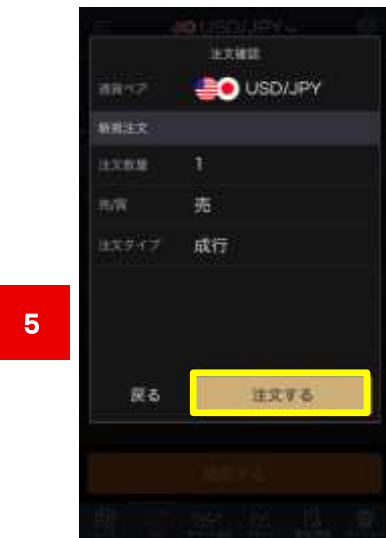 USD/JPY
注文確認
通貨ペア USD/JPY
新規注文
注文数量 1
売/買 売
注文タイプ 成行
5
戻る 注文する